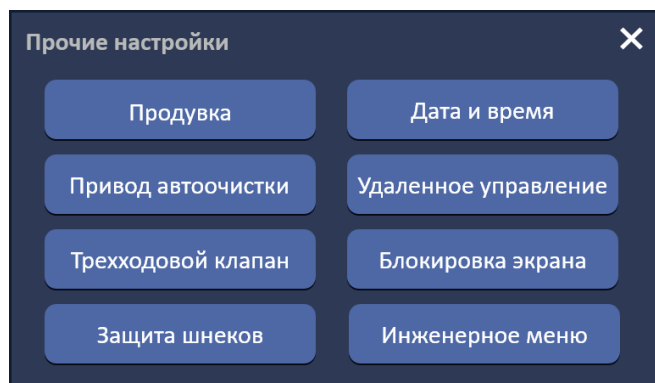 Прочие настройки
Продувка
Дата и время
Привод автоочистки
Удаленное управление
Трехходовой клапан
Блокировка экрана
Защита шнеков
Инженерное меню